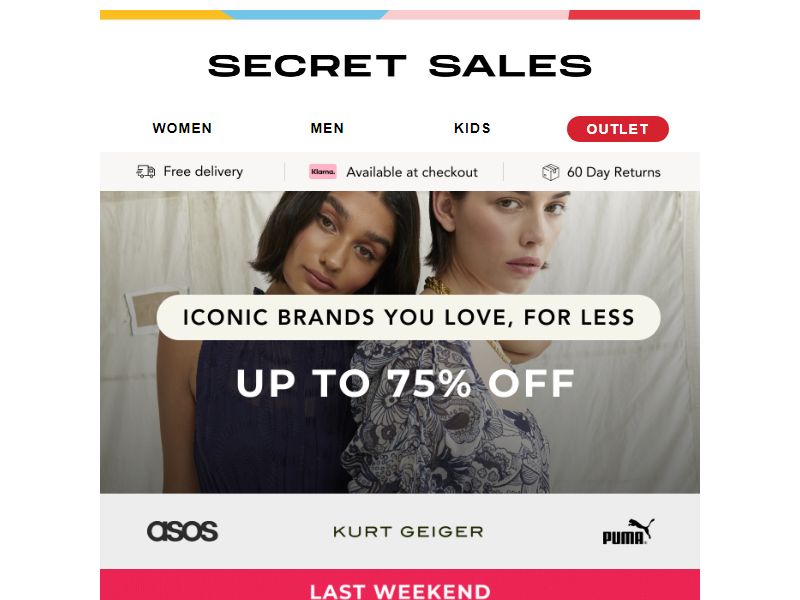 SECRET SALES
WOMEN
MEN
KIDS
OUTLET
Free delivery
Klarna.
Available at checkout
60 Day Returns
ICONIC BRANDS YOU LOVE, FOR LESS
UP TO 75% OFF
asos
KURT GEIGER
PUMA
LAST WEEKEND